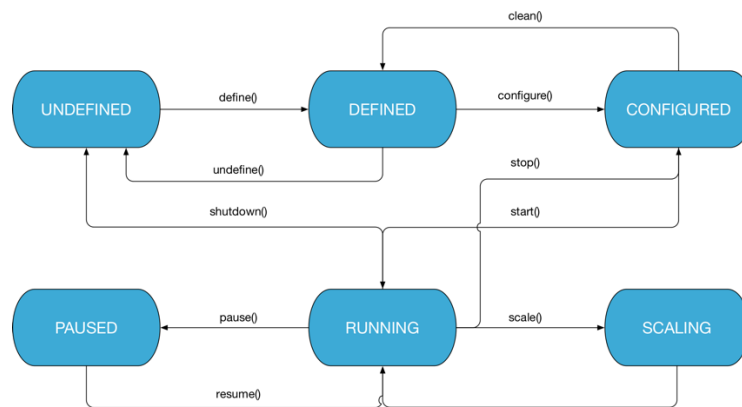 clean()
UNDEFINED
define()
DEFINED
configure()
CONFIGURED
undefine()
stop()
shutdown()
start()
PAUSED
pause()
RUNNING
scale()
SCALING
resume()